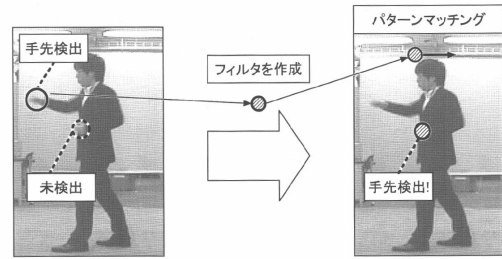 手先検出
未検出
フィルタを作成
パターンマッチング
手先検出!